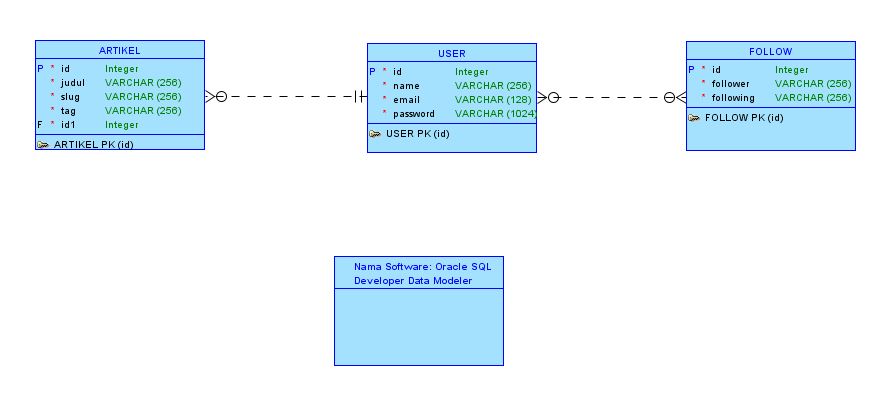 ARTIKEL
P * id Integer
* judul VARCHAR (256)
* slug VARCHAR (256)
* tag VARCHAR (256)
F * id1 Integer
ARTIKEL PK (id)
USER
P * id Integer
* name VARCHAR (256)
* email VARCHAR (128)
* password VARCHAR (1024)
USER PK (id)
FOLLOW
P * id Integer
* follower VARCHAR (256)
* following VARCHAR (256)
FOLLOW PK (id)
Nama Software: Oracle SQL
Developer Data Modeler